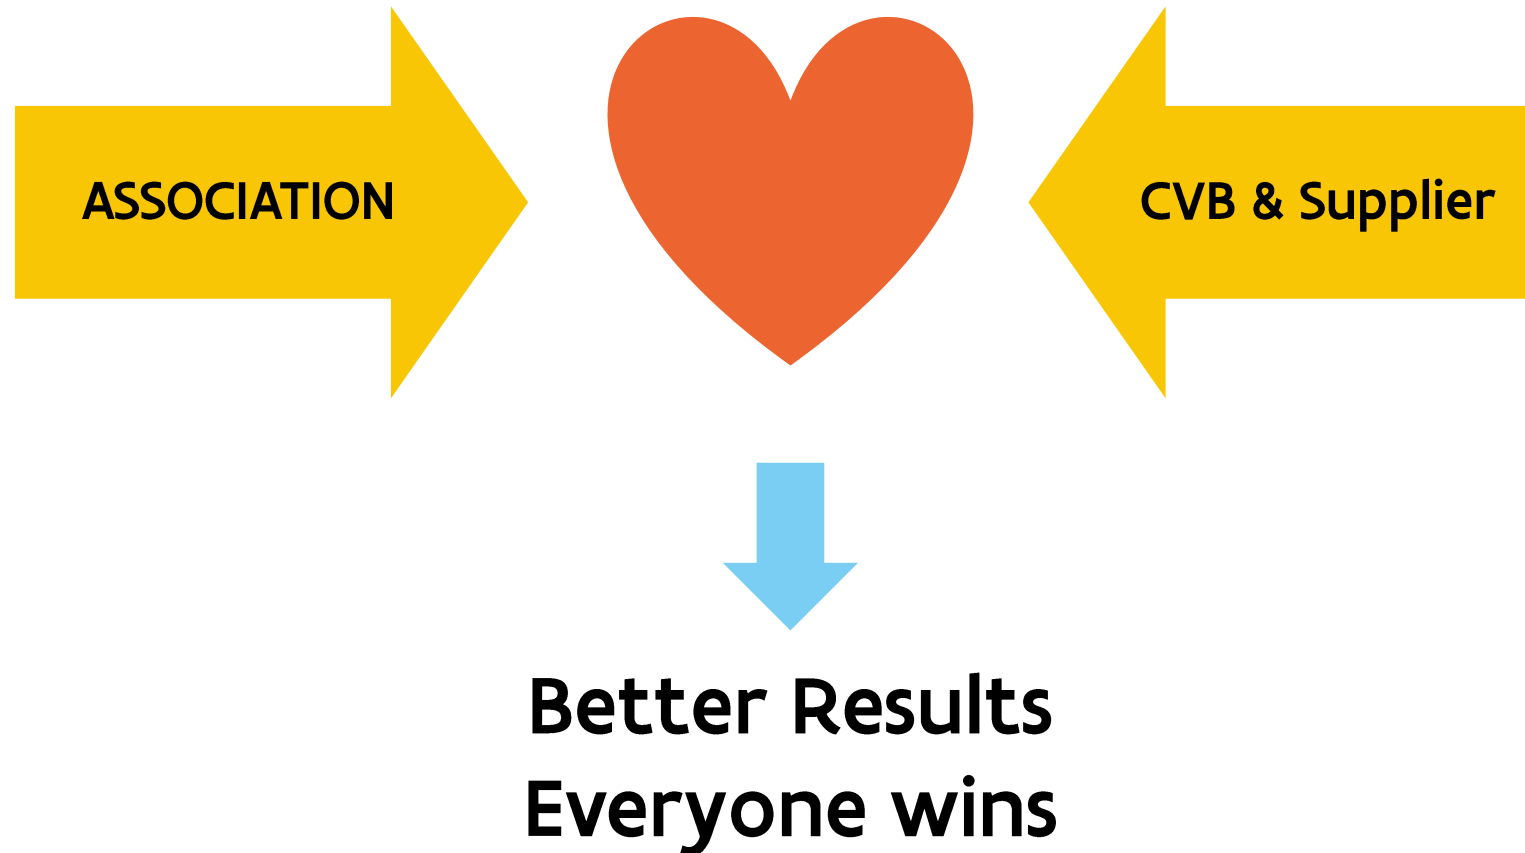 ASSOCIATION
CVB & Supplier
Better Results
Everyone wins